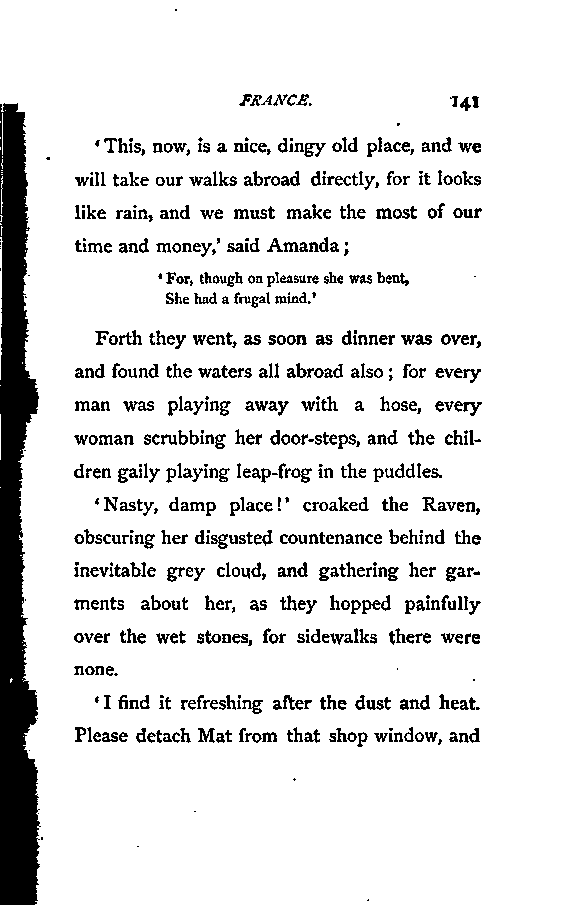 FRANCE. 141
‘This, now, is a nice, dingy old place, and we
will take our walks abroad directly, for it looks
like rain, and we must make the most of our
time and money,’ said Amanda;
‘For, though on pleasure she was bent,
She had a frugal mind.’
Forth they went, as soon as dinner was over,
and found the waters all abroad also; for every
man was playing away with a hose, every
woman scrubbing her door-steps, and the chil-
dren gaily playing leap-frog in the puddles.
‘Nasty, damp place!’ croaked the Raven,
obscuring her disgusted countenance behind the
inevitable grey cloud, and gathering her gar-
ments about her, as they hopped painfully
over the wet stones, for sidewalks there were
none.
‘I find it refreshing after the dust and heat.
Please detach Mat from that shop window, and